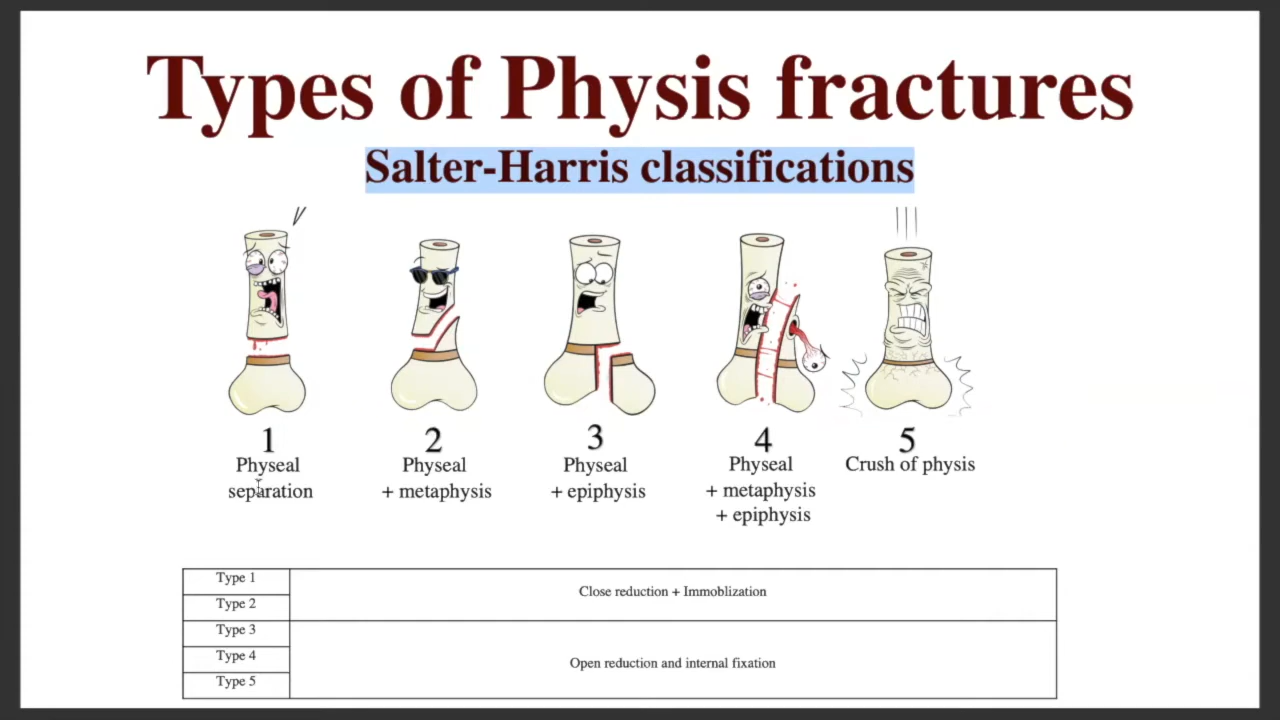 Types of Physis fractures
Salter-Harris classifications
1
2
3
4
5
Physeal
separation
Physeal
+ metaphysis
Physeal
+ epiphysis
Physeal
+ metaphysis
+ epiphysis
Crush of physis
Type 1
Type 2
Close reduction + Immoblization
Type 3
Type 4
Type 5
Open reduction and internal fixation